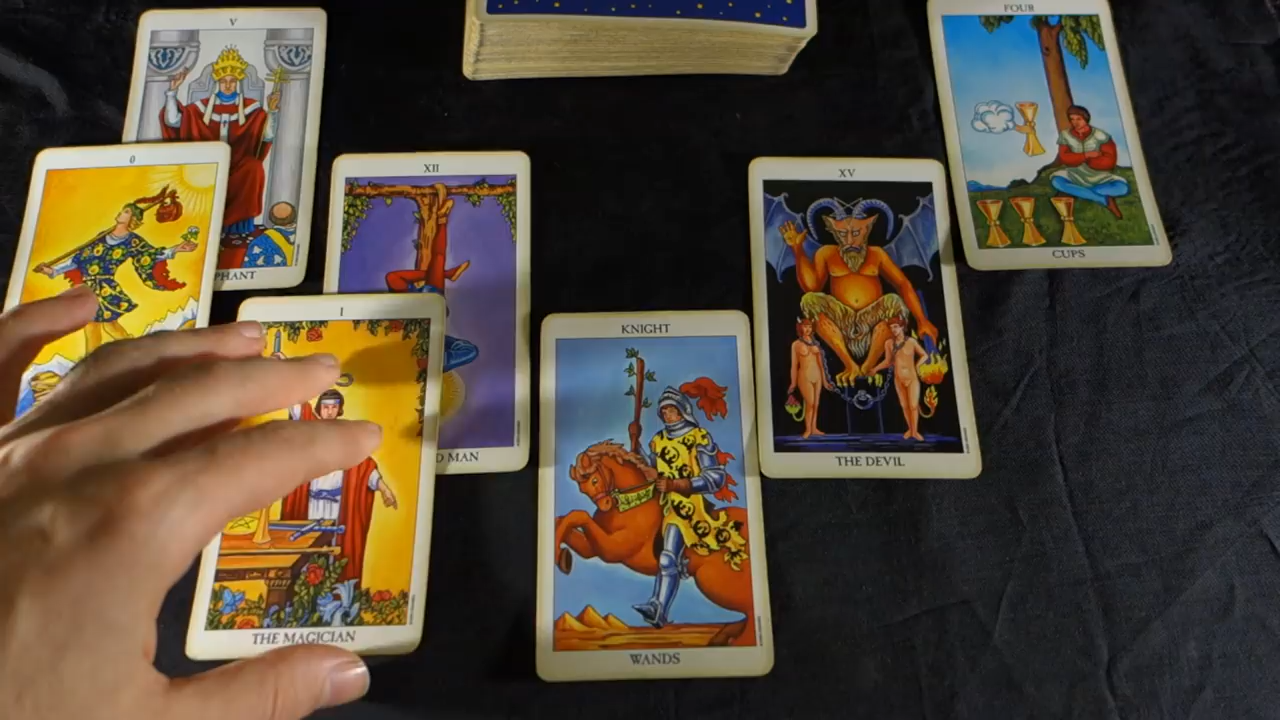 V
PHANT
0
XII
D MAN
I
THE MAGICIAN
KNIGHT
WANDS
XV
THE DEVIL
FOUR
CUPS